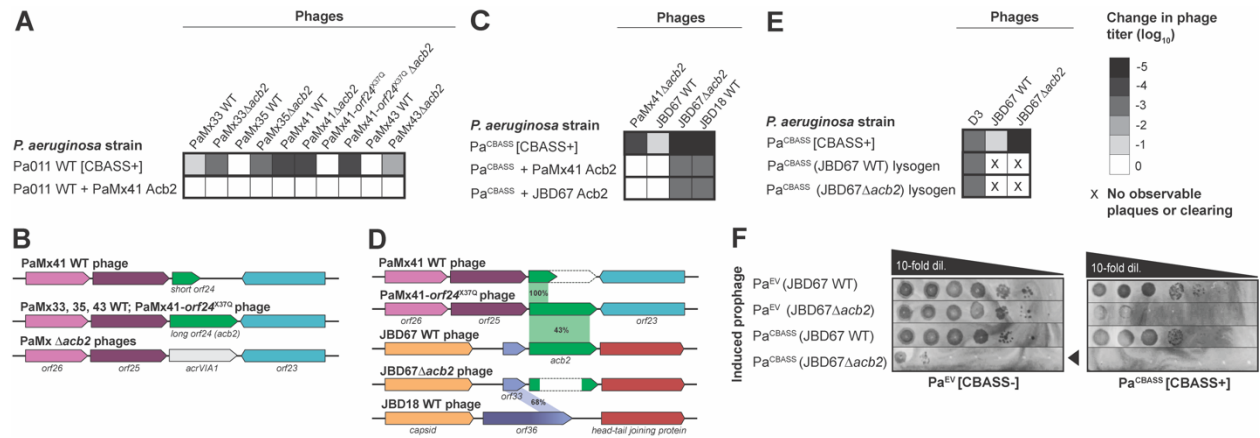 A
Phages
PaMx33 WT
PaMx33Δacb2
PaMx35 WT
PaMx35Δacb2
PaMx41 WT
PaMx41Δacb2
PaMx41-orf24X37Q
PaMx41-orf24X37Q Δacb2
PaMx43 WT
PaMx43Δacb2
P. aeruginosa
strain
Pa011 WT [CBASS+]
Pa011 WT + PaMx41 Acb2
B
PaMx41 WT phage
short orf24
PaMx33, 35, 43 WT; PaMx41-orf24X37Q phage
long orf24 (acb2)
PaMx Δacb2 phages
orf26
orf25
acrVIA1
orf23
C
Phages
PaMx41Δacb2
JBD67 WT
JBD67Δacb2
JBD18 WT
P. aeruginosa strain
PaCBASS [CBASS+]
PaCBASS + PaMx41 Acb2
PaCBASS + JBD67 Acb2
D
PaMx41 WT phage
100%
PaMx41-orf24X37Q phage
orf26
orf25
orf23
43%
JBD67 WT phage
acb2
JBD67Δacb2 phage
orf33
68%
JBD18 WT phage
capsid
orf36
head-tail joining protein
E
Phages
D3
JBD67 WT
JBD67Δacb2
P. aeruginosa strain
PaCBASS [CBASS+]
PaCBASS (JBD67 WT) lysogen
X X
PaCBASS (JBD67Δacb2) lysogen
X X
Change in phage
titer (log10)
-5
-4
-3
-2
-1
0
X No observable
plaques or clearing
F
10-fold dil.
10-fold dil.
Induced prophage
PaEV (JBD67 WT)
PaEV (JBD67Δacb2)
PaCBASS (JBD67 WT)
PaCBASS (JBD67Δacb2)
PaEV [CBASS-]
PaCBASS [CBASS+]